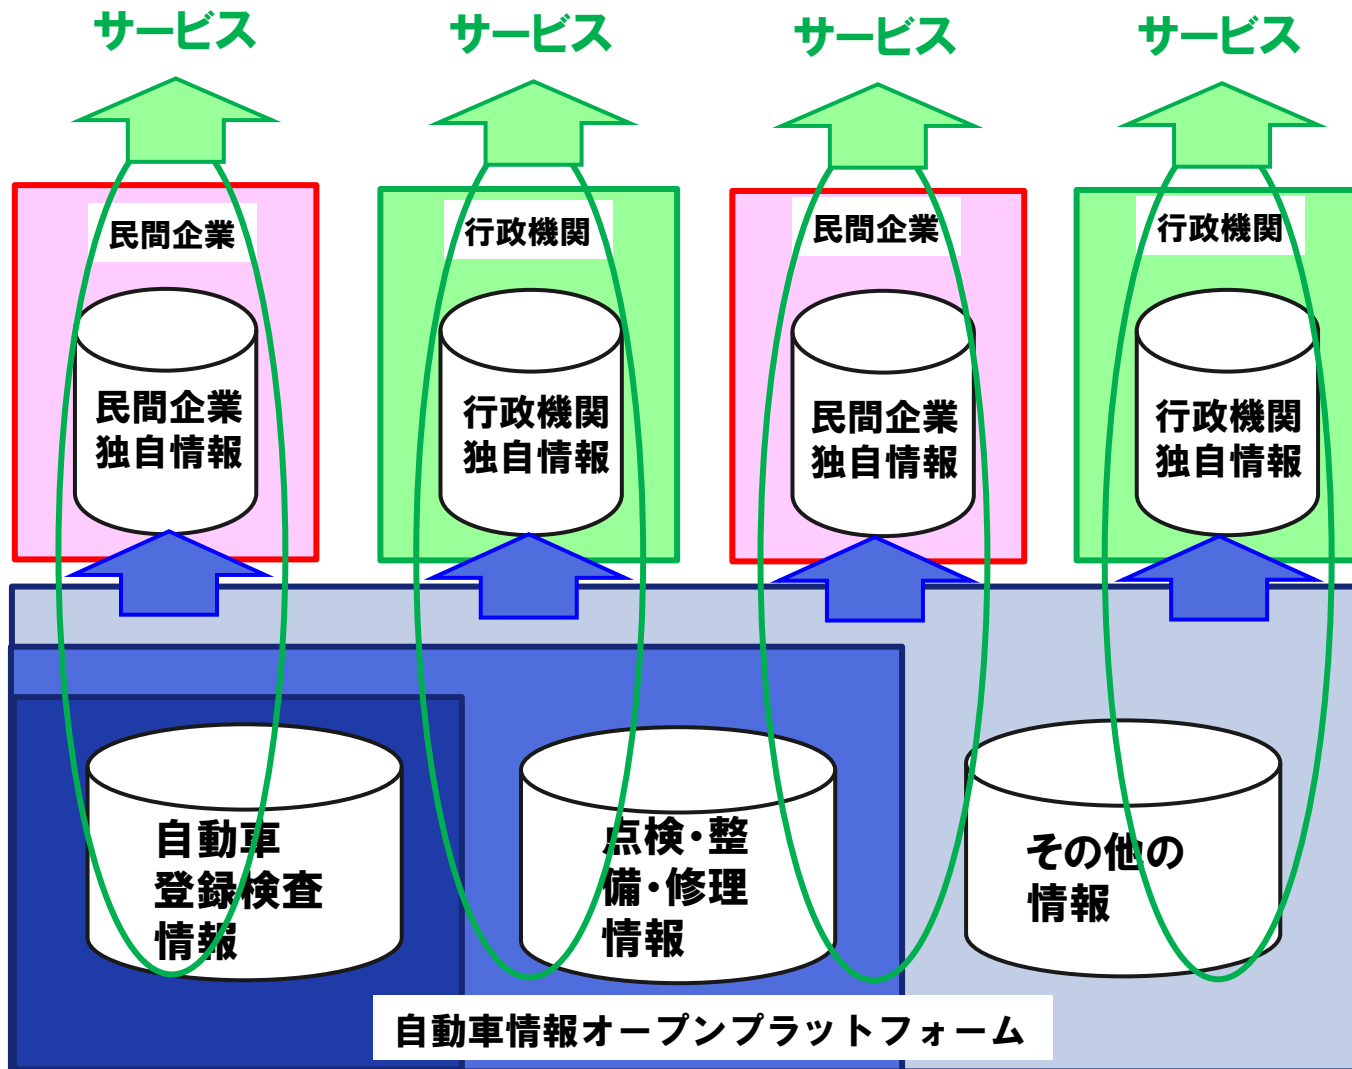 サービス
サービス
サービス
サービス
民間企業
行政機関
民間企業
行政機関
民間企業
独自情報
行政機関
独自情報
民間企業
独自情報
行政機関
独自情報
自動車
登録検査
情報
点検・整
備・修理
情報
その他の
情報
自動車情報オープンプラットフォーム